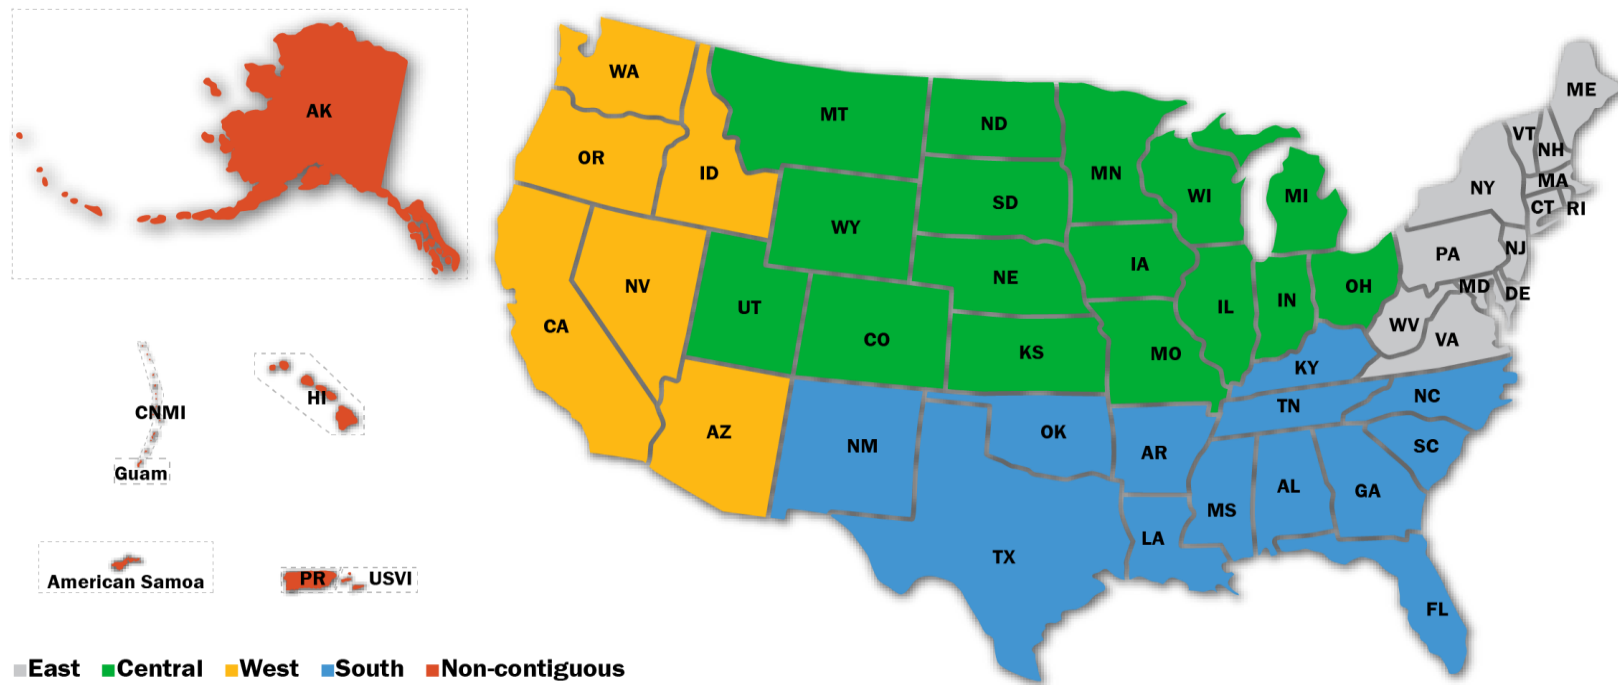 AK
WA
MT
ND
MN
OR
ID
SD
WI
MI
ME
VT
NH
NY
MA
CT
RI
WY
NE
IA
PA
NJ
MD
DE
NV
UT
CA
CO
KS
MO
IL
IN
OH
WV
VA
KY
HI
CNMI
Guam
AZ
NM
OK
AR
TN
NC
SC
MS
AL
GA
TX
LA
FL
American Samoa
PR
USVI
East Central West South Non-contiguous